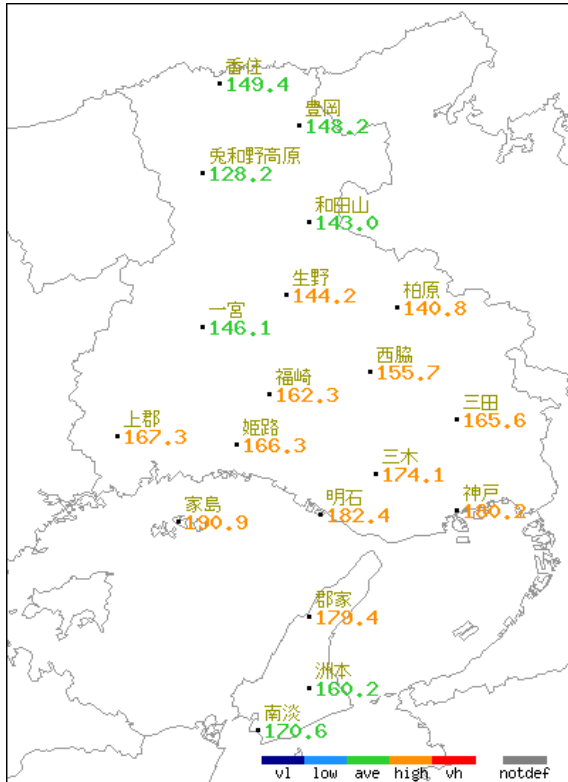 香住
149.4
豊岡
148.2
兎和野高原
128.2
和田山
143.0
生野
144.2
柏原
140.8
一宮
146.1
西脇
155.7
福崎
162.3
三田
165.6
上郡
167.3
姫路
166.3
三木
174.1
家島
190.9
明石
182.4
神戸
180.2
郡家
179.4
洲本
160.2
南淡
170.6
vl low ave high vh notdef